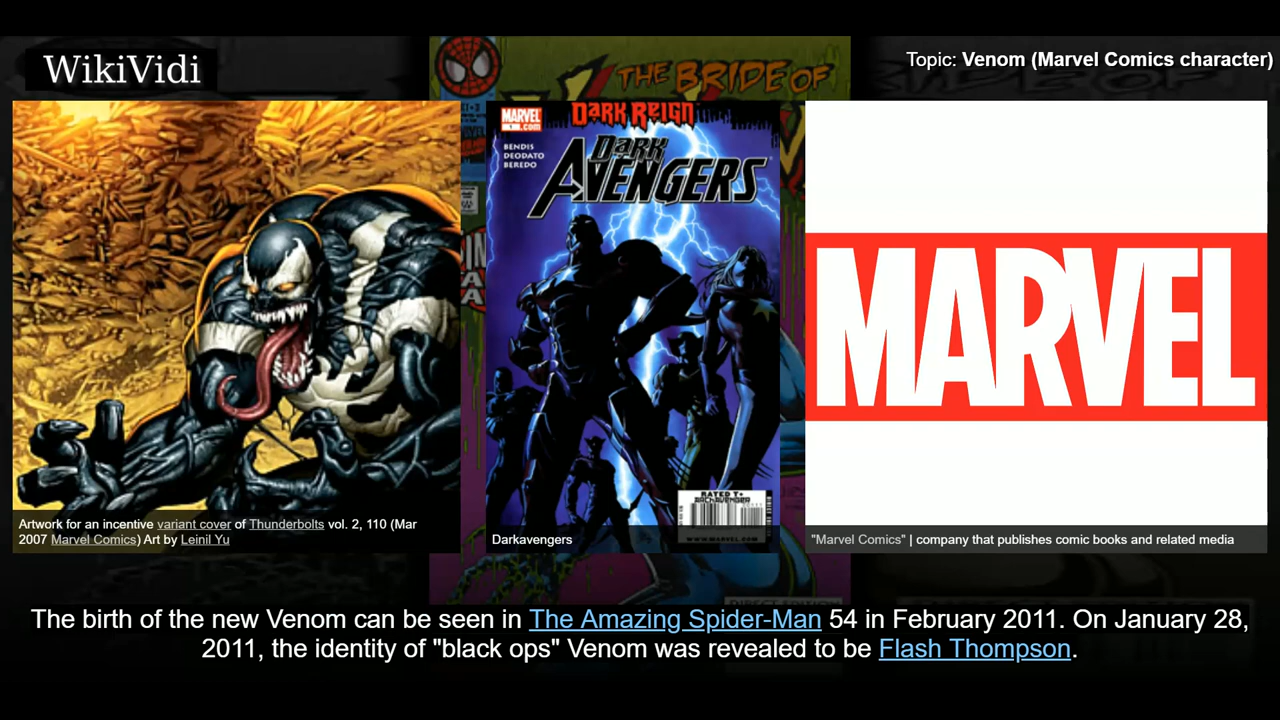 WikiVidi
Topic: Venom (Marvel Comics character)
THE BRIDE OF
DARK REIGN
MARVEL
.com
BENDIS
DEODATO
BEREDO
DARK
AVENGERS
RATED T+
WWW.MARVEL.COM
MARVEL
Artwork for an incentive variant cover of Thunderbolts vol. 2, 110 (Mar
2007 Marvel Comics) Art by Leinil Yu
Darkavengers
"Marvel Comics" | company that publishes comic books and related media
The birth of the new Venom can be seen in The Amazing Spider-Man 54 in February 2011. On January 28,
2011, the identity of "black ops" Venom was revealed to be Flash Thompson.